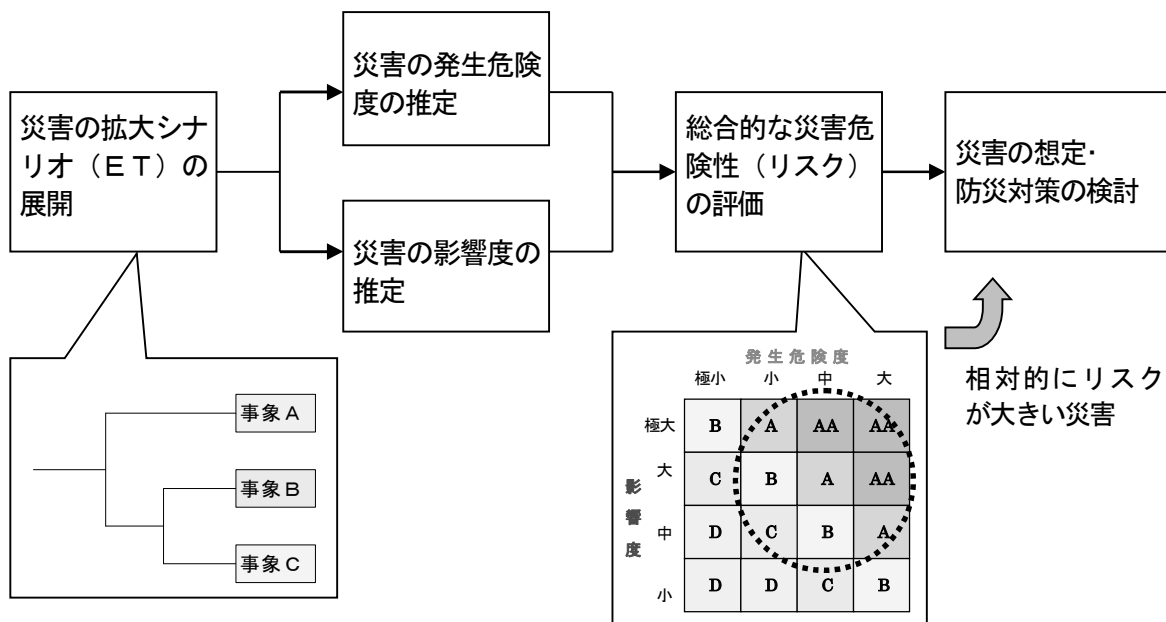 災害の拡大シナ
リオ（ＥＴ）の
展開
災害の発生危険
度の推定
災害の影響度の
推定
総合的な災害危
険性（リスク）
の評価
災害の想定･
防災対策の検討
事象Ａ
事象Ｂ
事象Ｃ
発生危険度
極小 小 中 大
極大 B A AA AA
大 C B A AA
中 D C B A
小 D D C B
影響度
相対的にリスク
が大きい災害